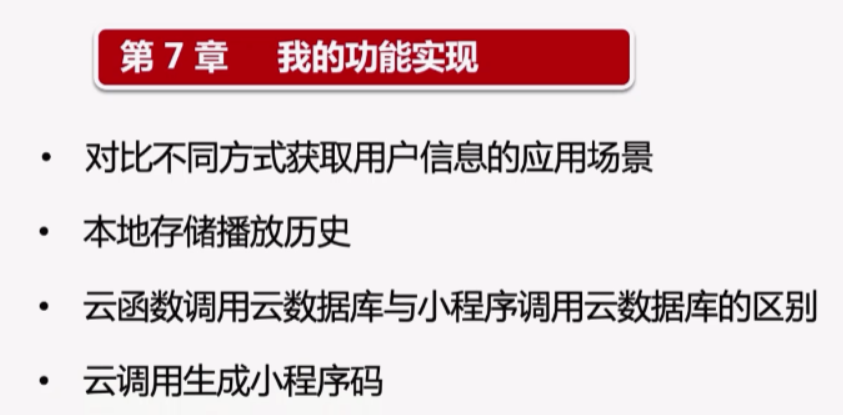 第 7 章 我的功能实现
• 对比不同方式获取用户信息的应用场景
• 本地存储播放历史
• 云函数调用云数据库与小程序调用云数据库的区别
• 云调用生成小程序码